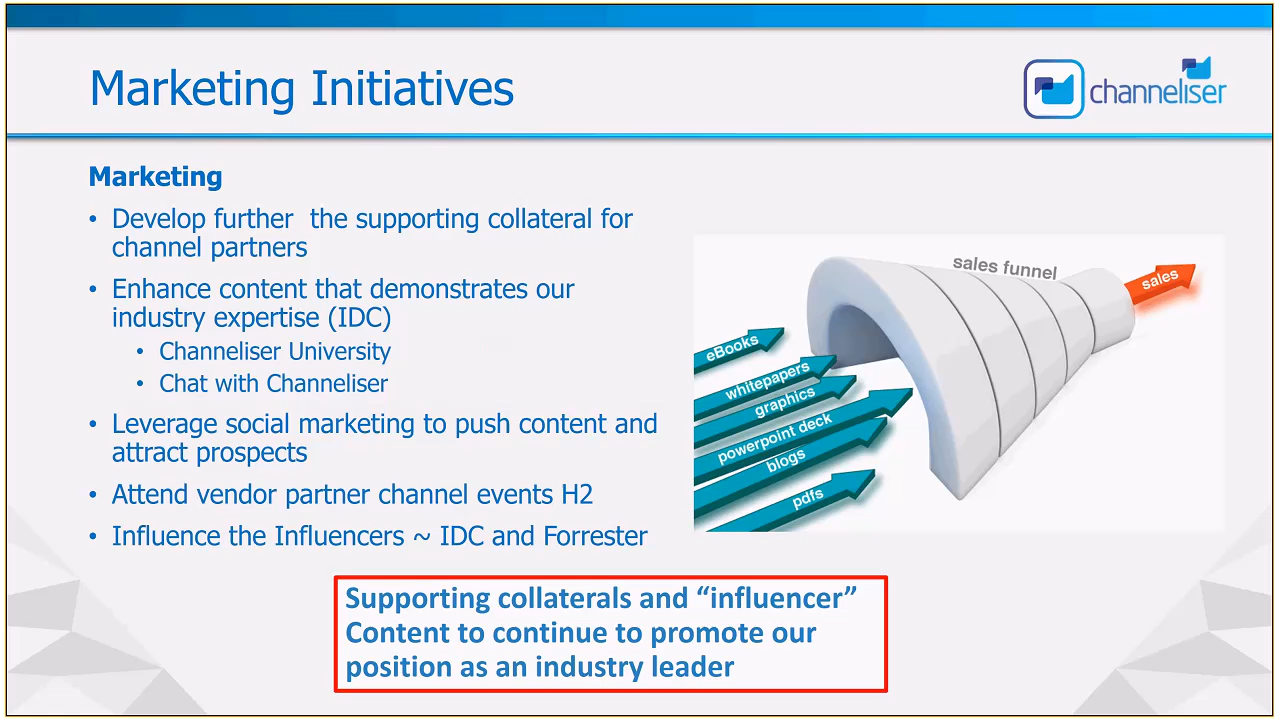 Marketing Initiatives
channeliser
Marketing
• Develop further  the supporting collateral for
channel partners
• Enhance content that demonstrates our
industry expertise (IDC)
• Channeliser University
• Chat with Channeliser
• Leverage social marketing to push content and
attract prospects
• Attend vendor partner channel events H2
• Influence the Influencers ~ IDC and Forrester
sales funnel
sales
eBooks
whitepapers
graphics
powerpoint deck
blogs
pdfs
Supporting collaterals and “influencer”
Content to continue to promote our
position as an industry leader